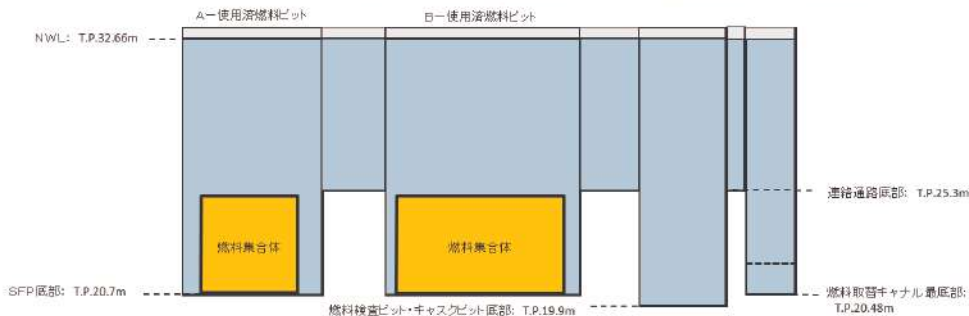 A－使用済燃料ピット
B－使用済燃料ピット
NWL: T.P.32.66m
連絡通路底部: T.P.25.3m
燃料集合体
燃料集合体
SFP底部: T.P.20.7m
燃料検査ピット・キャスクピット底部: T.P.19.9m
燃料取替キャナル最底部:
T.P.20.48m